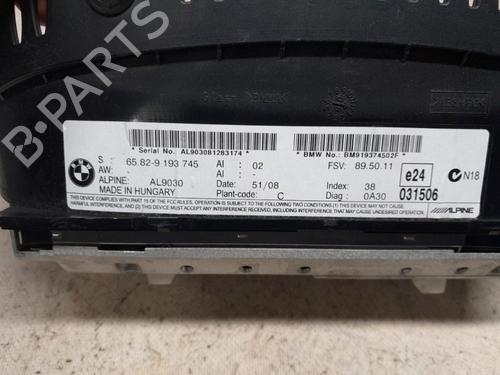 B-PARTS
* Serial No.: AL903081283174 *
* BMW No.: BM919374502F *
S : 65.82-9 193 745 AI : 02 FSV: 89.50.11 e24 N18
AW: - AI : -
ALPINE: AL9030 Date: 51/08 Index: 38
MADE IN HUNGARY Plant-code: C Diag : 0A30 031506 ALPINE
THIS DEVICE COMPLIES WITH PART 15 OF THE FCC RULES. OPERATION IS SUBJECT TO THE FOLLOWING TWO CONDITIONS: (1) THIS DEVICE MAY NOT CAUSE
HARMFUL INTERFERENCE, AND (2) THIS DEVICE MUST ACCEPT ANY INTERFERENCE RECEIVED, INCLUDING INTERFERENCE THAT MAY CAUSE UNDESIRED OPERATION.